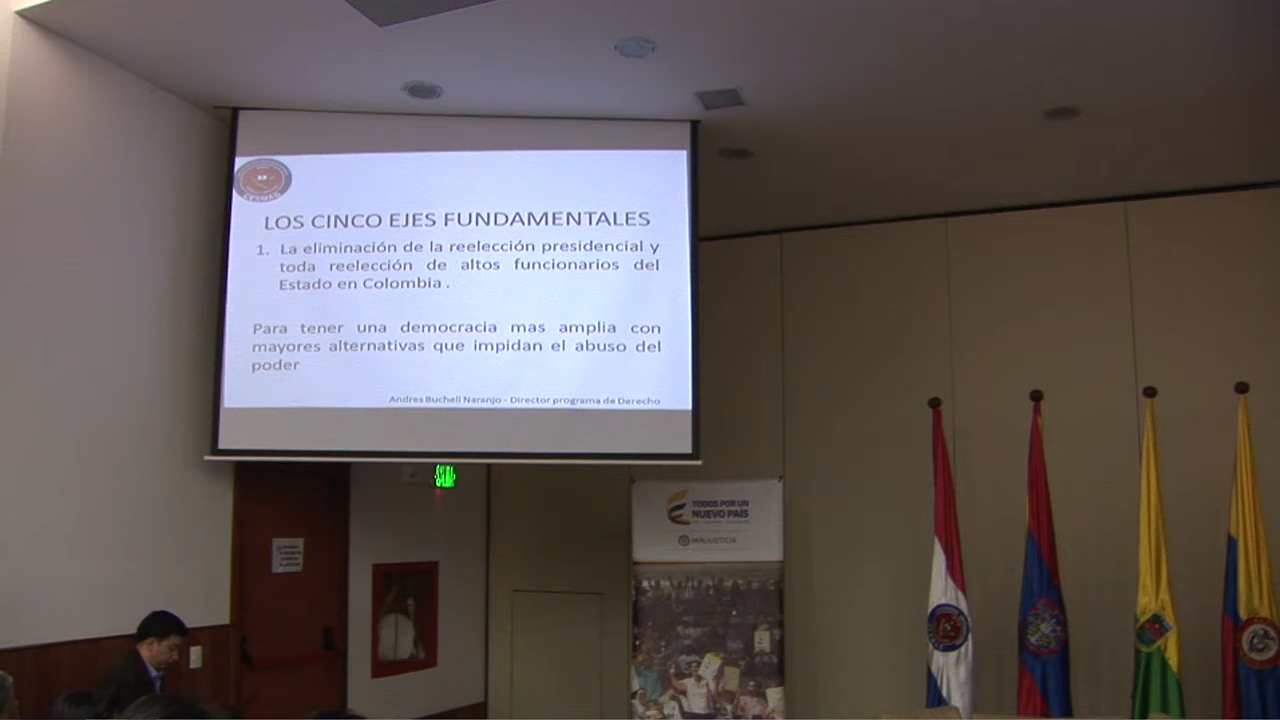 CESMAG
LOS CINCO EJES FUNDAMENTALES
1. La eliminación de la reelección presidencial y
toda reelección de altos funcionarios del
Estado en Colombia .
Para tener una democracia mas amplia con
mayores alternativas que impidan el abuso del
poder
Andres Bucheli Naranjo - Director programa de Derecho
TODOS POR UN
NUEVO PAÍS
MINJUSTICIA